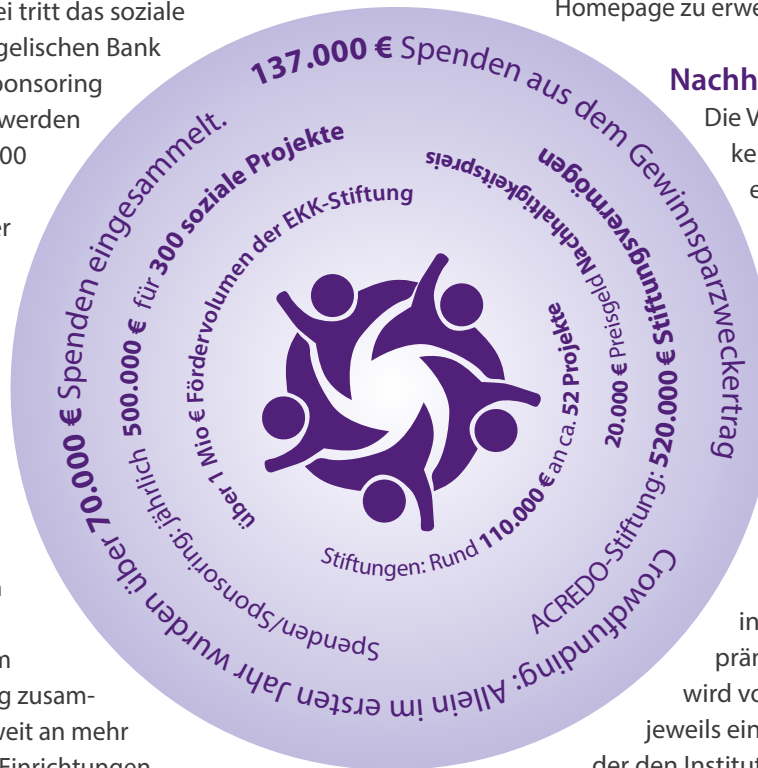 ei tritt das soziale
gelischen Bank
ponsoring
werden
00
er
m
g zusam-
weit an mehr
Einrichtungen
137.000 € Spenden aus dem Gewinnsparzweckertrag
Crowdfunding: Allein im ersten Jahr wurden über 70.000 € Spenden eingesammelt.
Spenden/Sponsoring: jährlich 500.000 € für 300 soziale Projekte
ACREDO-Stiftung: 520.000 € Stiftungsvermögen
über 1 Mio € Fördervolumen der EKK-Stiftung
20.000 € Preisgeld Nachhaltigkeitspreis
Stiftungen: Rund 110.000 € an ca. 52 Projekte
Homepage zu erwe
Nachh
Die V
ke
e
in
prän
wird vo
jeweils ein
der den Institut